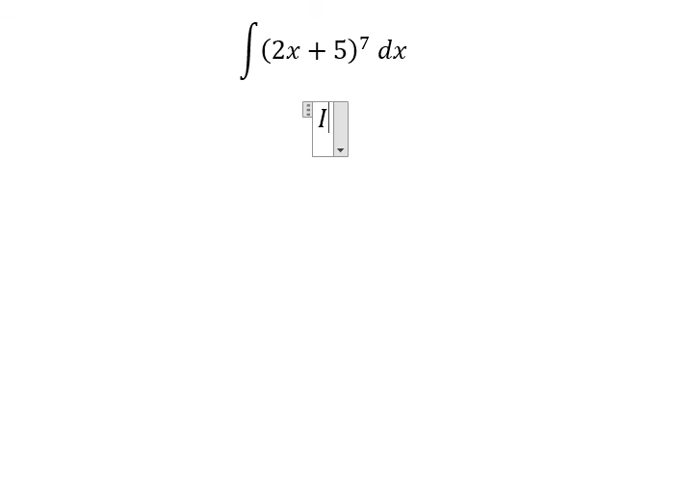 ∫(2x + 5)⁷ dx
I